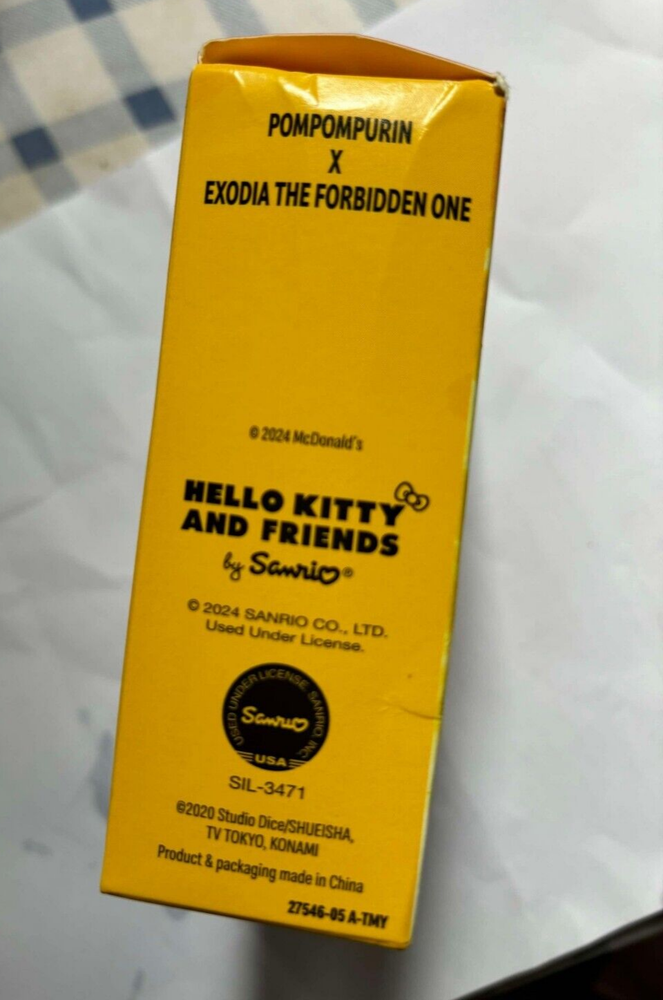 POMPOMPURIN
X
EXODIA THE FORBIDDEN ONE
© 2024 McDonald's
HELLO KITTY
AND FRIENDS
by Sanrio®
© 2024 SANRIO CO., LTD.
Used Under License.
USED UNDER LICENSE, SANRIO, INC.
Sanrio
USA
SIL-3471
©2020 Studio Dice/SHUEISHA,
TV TOKYO, KONAMI
Product & packaging made in China
27546-05 A-TMY